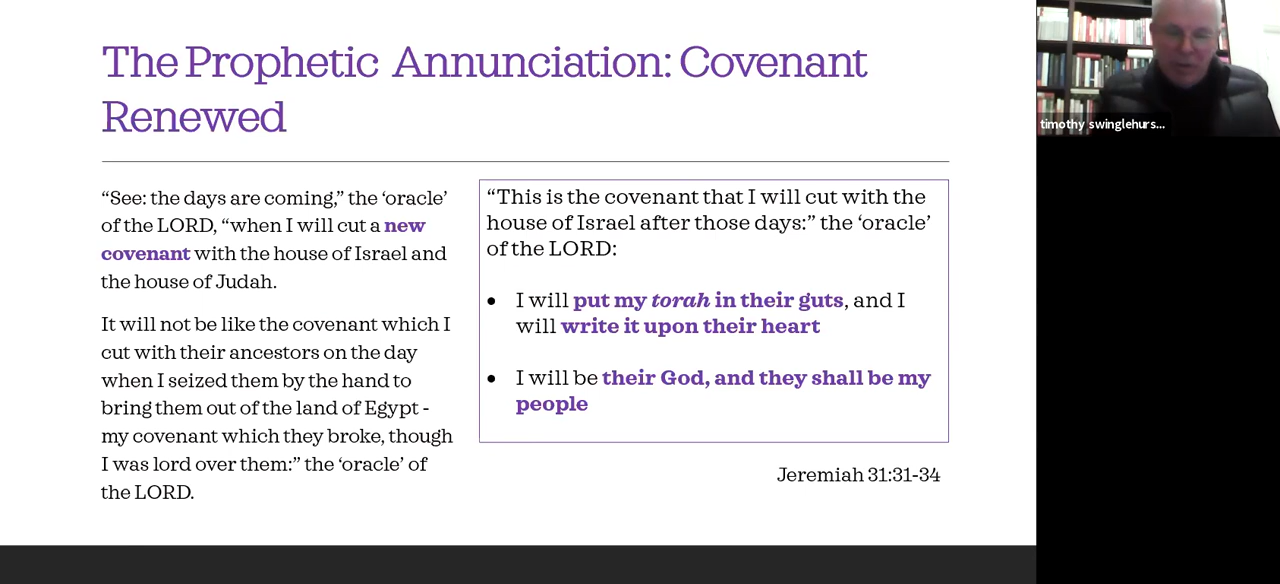 The Prophetic Annunciation: Covenant
Renewed
“See: the days are coming,” the ‘oracle’
of the LORD, “when I will cut a new
covenant with the house of Israel and
the house of Judah.
It will not be like the covenant which I
cut with their ancestors on the day
when I seized them by the hand to
bring them out of the land of Egypt -
my covenant which they broke, though
I was lord over them:” the ‘oracle’ of
the LORD.
“This is the covenant that I will cut with the
house of Israel after those days:” the ‘oracle’
of the LORD:
• I will put my torah in their guts, and I
will write it upon their heart
• I will be their God, and they shall be my
people
Jeremiah 31:31-34
timothy swinglehurs...